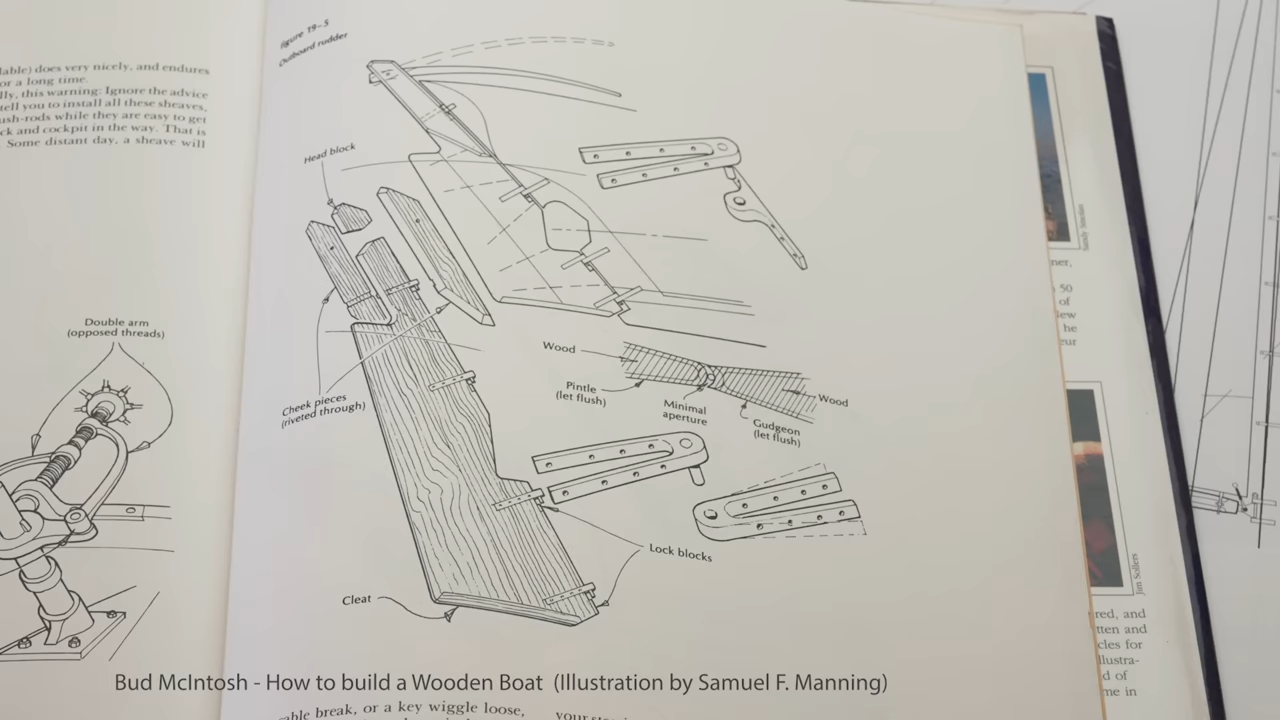 lable) does very nicely, and endures
or a long time.
lly, this warning: Ignore the advice
tell you to install all these sheaves,
ush-rods while they are easy to get
ck and cockpit in the way. That is
. Some distant day, a sheave will
Double arm
(opposed threads)
figure 19-5
Outboard rudder
Head block
Cheek pieces
(riveted through)
Wood
Pintle
(let flush)
Minimal
aperture
Gudgeon
(let flush)
Wood
Lock blocks
Cleat
able break, or a key wiggle loose,
ner,
50
of
New
he
eur
Jim Sollers
red, and
tten and
cles for
llustra-
d of
me in
Bud McIntosh - How to build a Wooden Boat (Illustration by Samuel F. Manning)